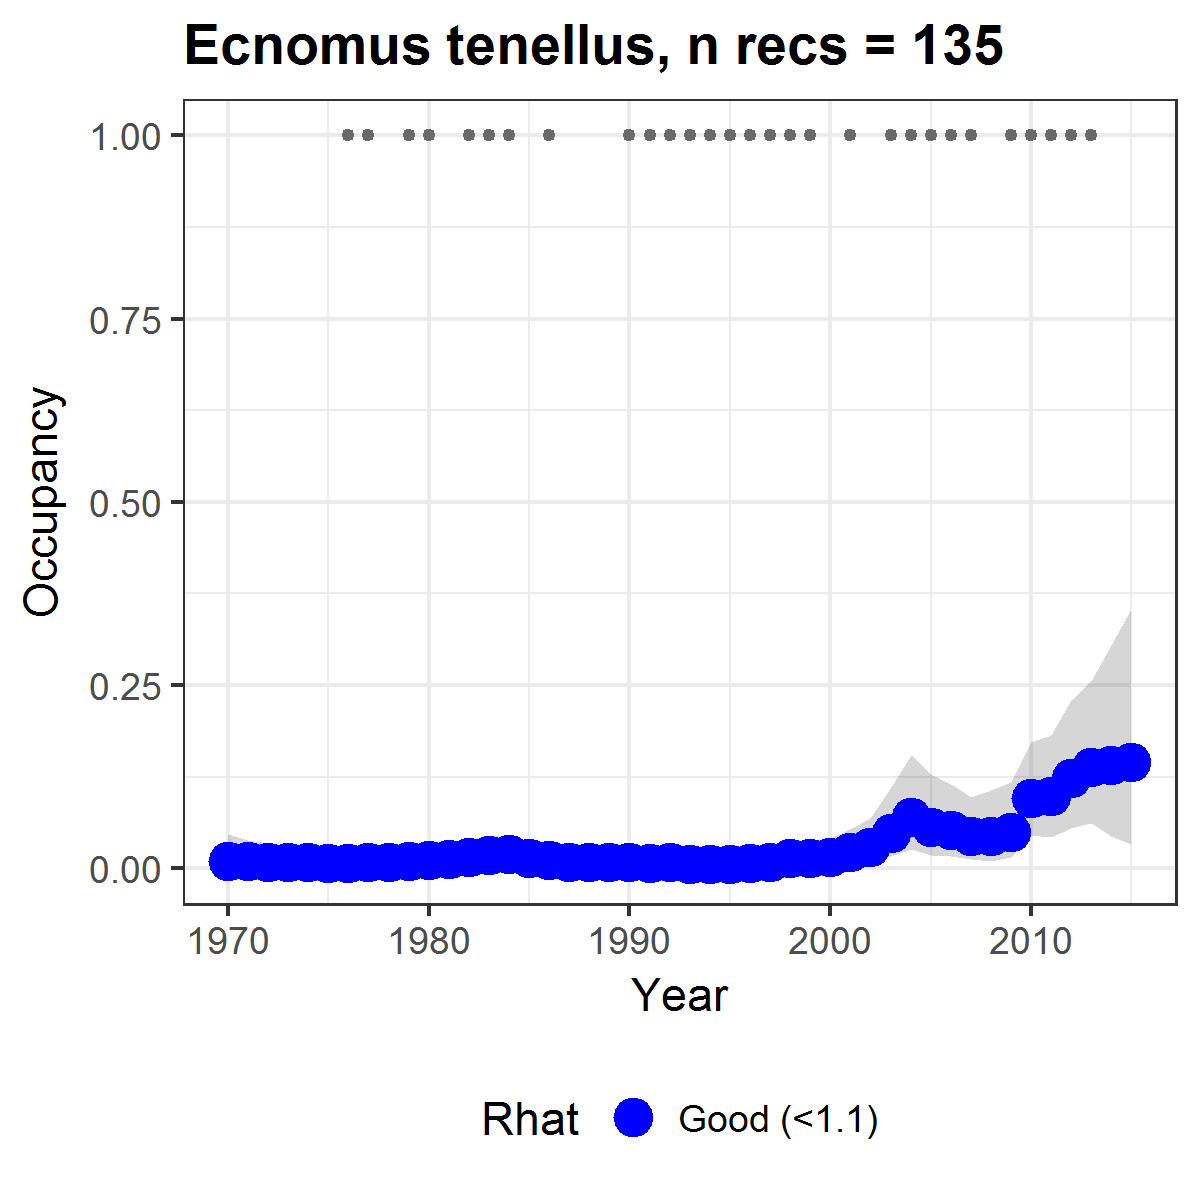 Ecnomus tenellus, n recs = 135
1.00
0.75
0.50
0.25
0.00
Occupancy
1970 1980 1990 2000 2010
Year
Rhat Good (<1.1)